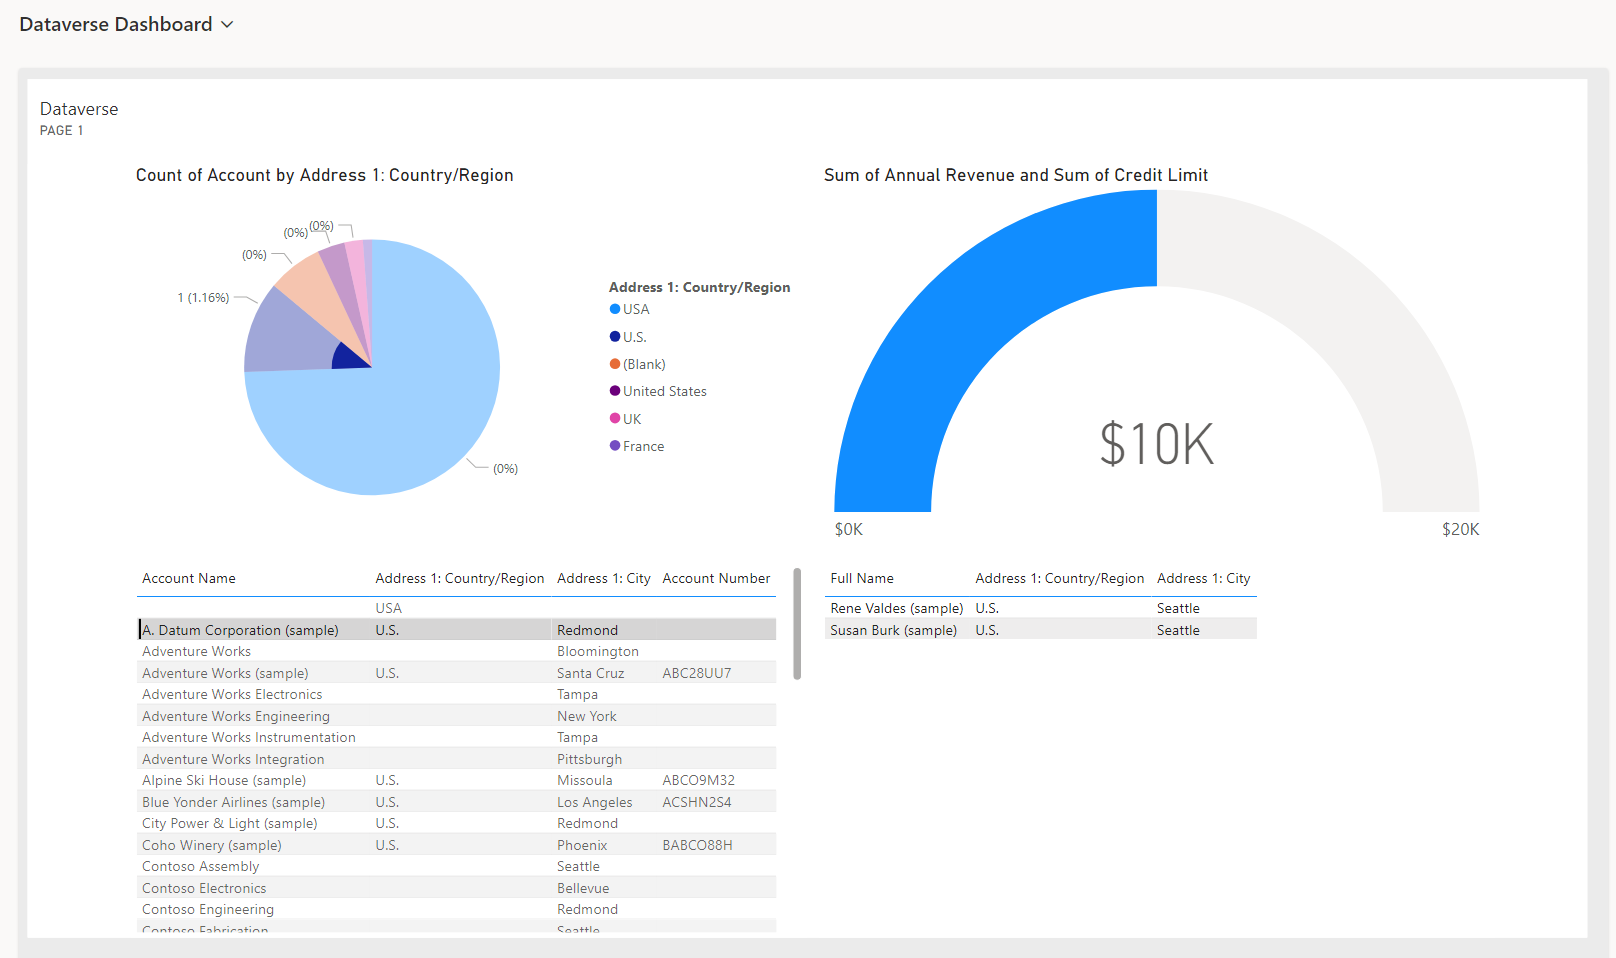 Dataverse Dashboard
Dataverse
PAGE 1
Count of Account by Address 1: Country/Region
(0%)
(0%)
(0%)
1 (1.16%)
(0%)
Address 1: Country/Region
USA
U.S.
(Blank)
United States
UK
France
Sum of Annual Revenue and Sum of Credit Limit
$10K
$0K
$20K
Account Name Address 1: Country/Region Address 1: City Account Number
USA
A. Datum Corporation (sample) U.S. Redmond
Adventure Works Bloomington
Adventure Works (sample) U.S. Santa Cruz ABC28UU7
Adventure Works Electronics Tampa
Adventure Works Engineering New York
Adventure Works Instrumentation Tampa
Adventure Works Integration Pittsburgh
Alpine Ski House (sample) U.S. Missoula ABCO9M32
Blue Yonder Airlines (sample) U.S. Los Angeles ACSHN2S4
City Power & Light (sample) U.S. Redmond
Coho Winery (sample) U.S. Phoenix BABCO88H
Contoso Assembly Seattle
Contoso Electronics Bellevue
Contoso Engineering Redmond
Contoso Fabrication Seattle
Full Name Address 1: Country/Region Address 1: City
Rene Valdes (sample) U.S. Seattle
Susan Burk (sample) U.S. Seattle